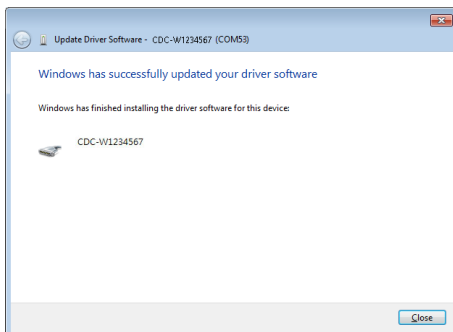 Update Driver Software - CDC-W1234567 (COM53)
Windows has successfully updated your driver software
Windows has finished installing the driver software for this device:
CDC-W1234567
Close